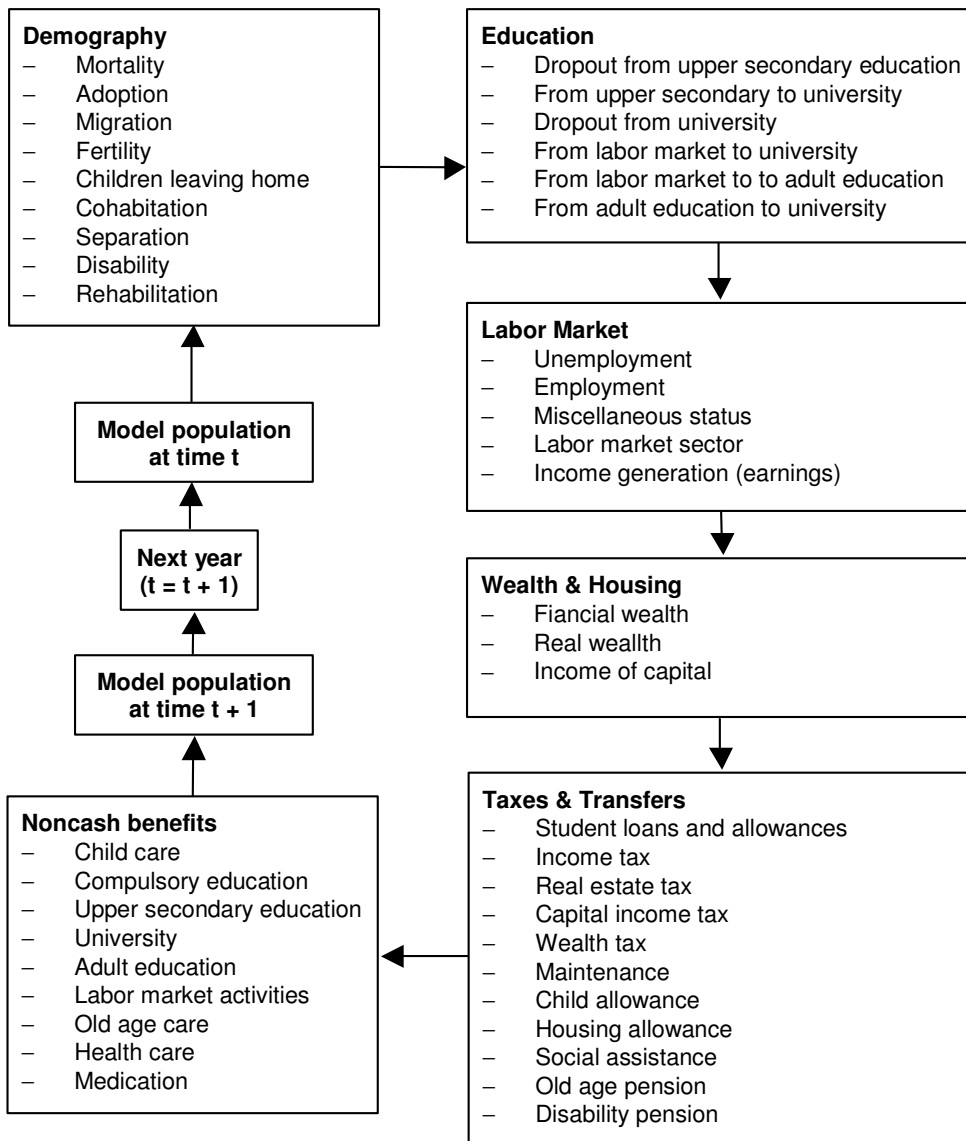 Demography
– Mortality
– Adoption
– Migration
– Fertility
– Children leaving home
– Cohabitation
– Separation
– Disability
– Rehabilitation
Education
– Dropout from upper secondary education
– From upper secondary to university
– Dropout from university
– From labor market to university
– From labor market to to adult education
– From adult education to university
Labor Market
– Unemployment
– Employment
– Miscellaneous status
– Labor market sector
– Income generation (earnings)
Wealth & Housing
– Fiancial wealth
– Real weallth
– Income of capital
Taxes & Transfers
– Student loans and allowances
– Income tax
– Real estate tax
– Capital income tax
– Wealth tax
– Maintenance
– Child allowance
– Housing allowance
– Social assistance
– Old age pension
– Disability pension
Noncash benefits
– Child care
– Compulsory education
– Upper secondary education
– University
– Adult education
– Labor market activities
– Old age care
– Health care
– Medication
Model population
at time t + 1
Next year
(t = t + 1)
Model population
at time t